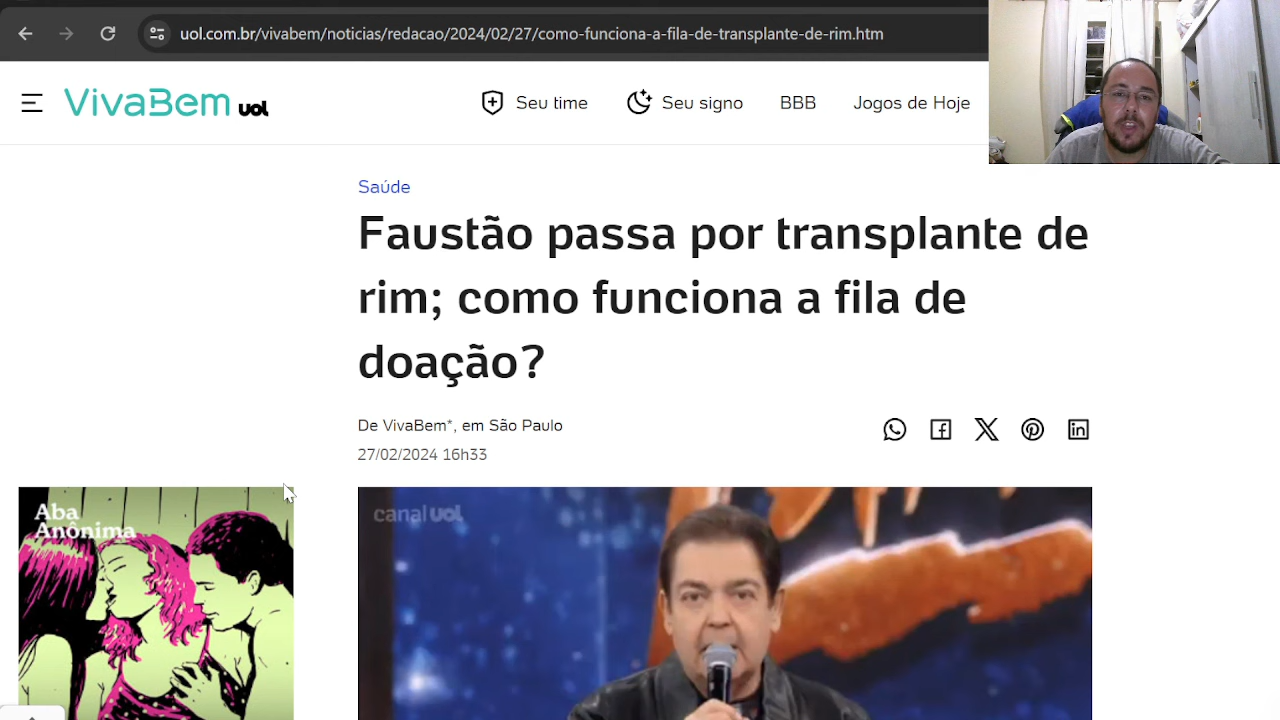 uol.com.br/vivabem/noticias/redacao/2024/02/27/como-funciona-a-fila-de-transplante-de-rim.htm
VivaBem uol
Seu time
Seu signo
BBB
Jogos de Hoje
Saúde
Faustão passa por transplante de
rim; como funciona a fila de
doação?
De VivaBem*, em São Paulo
27/02/2024 16h33
Aba
Anônima
canal uol